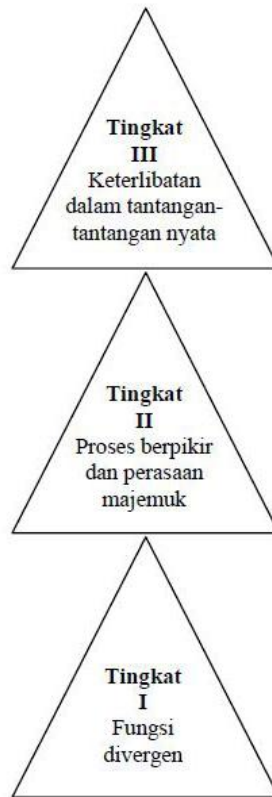 Tingkat
III
Keterlibatan
dalam tantangan-
tantangan nyata
Tingkat
II
Proses berpikir
dan perasaan
majemuk
Tingkat
I
Fungsi
divergen